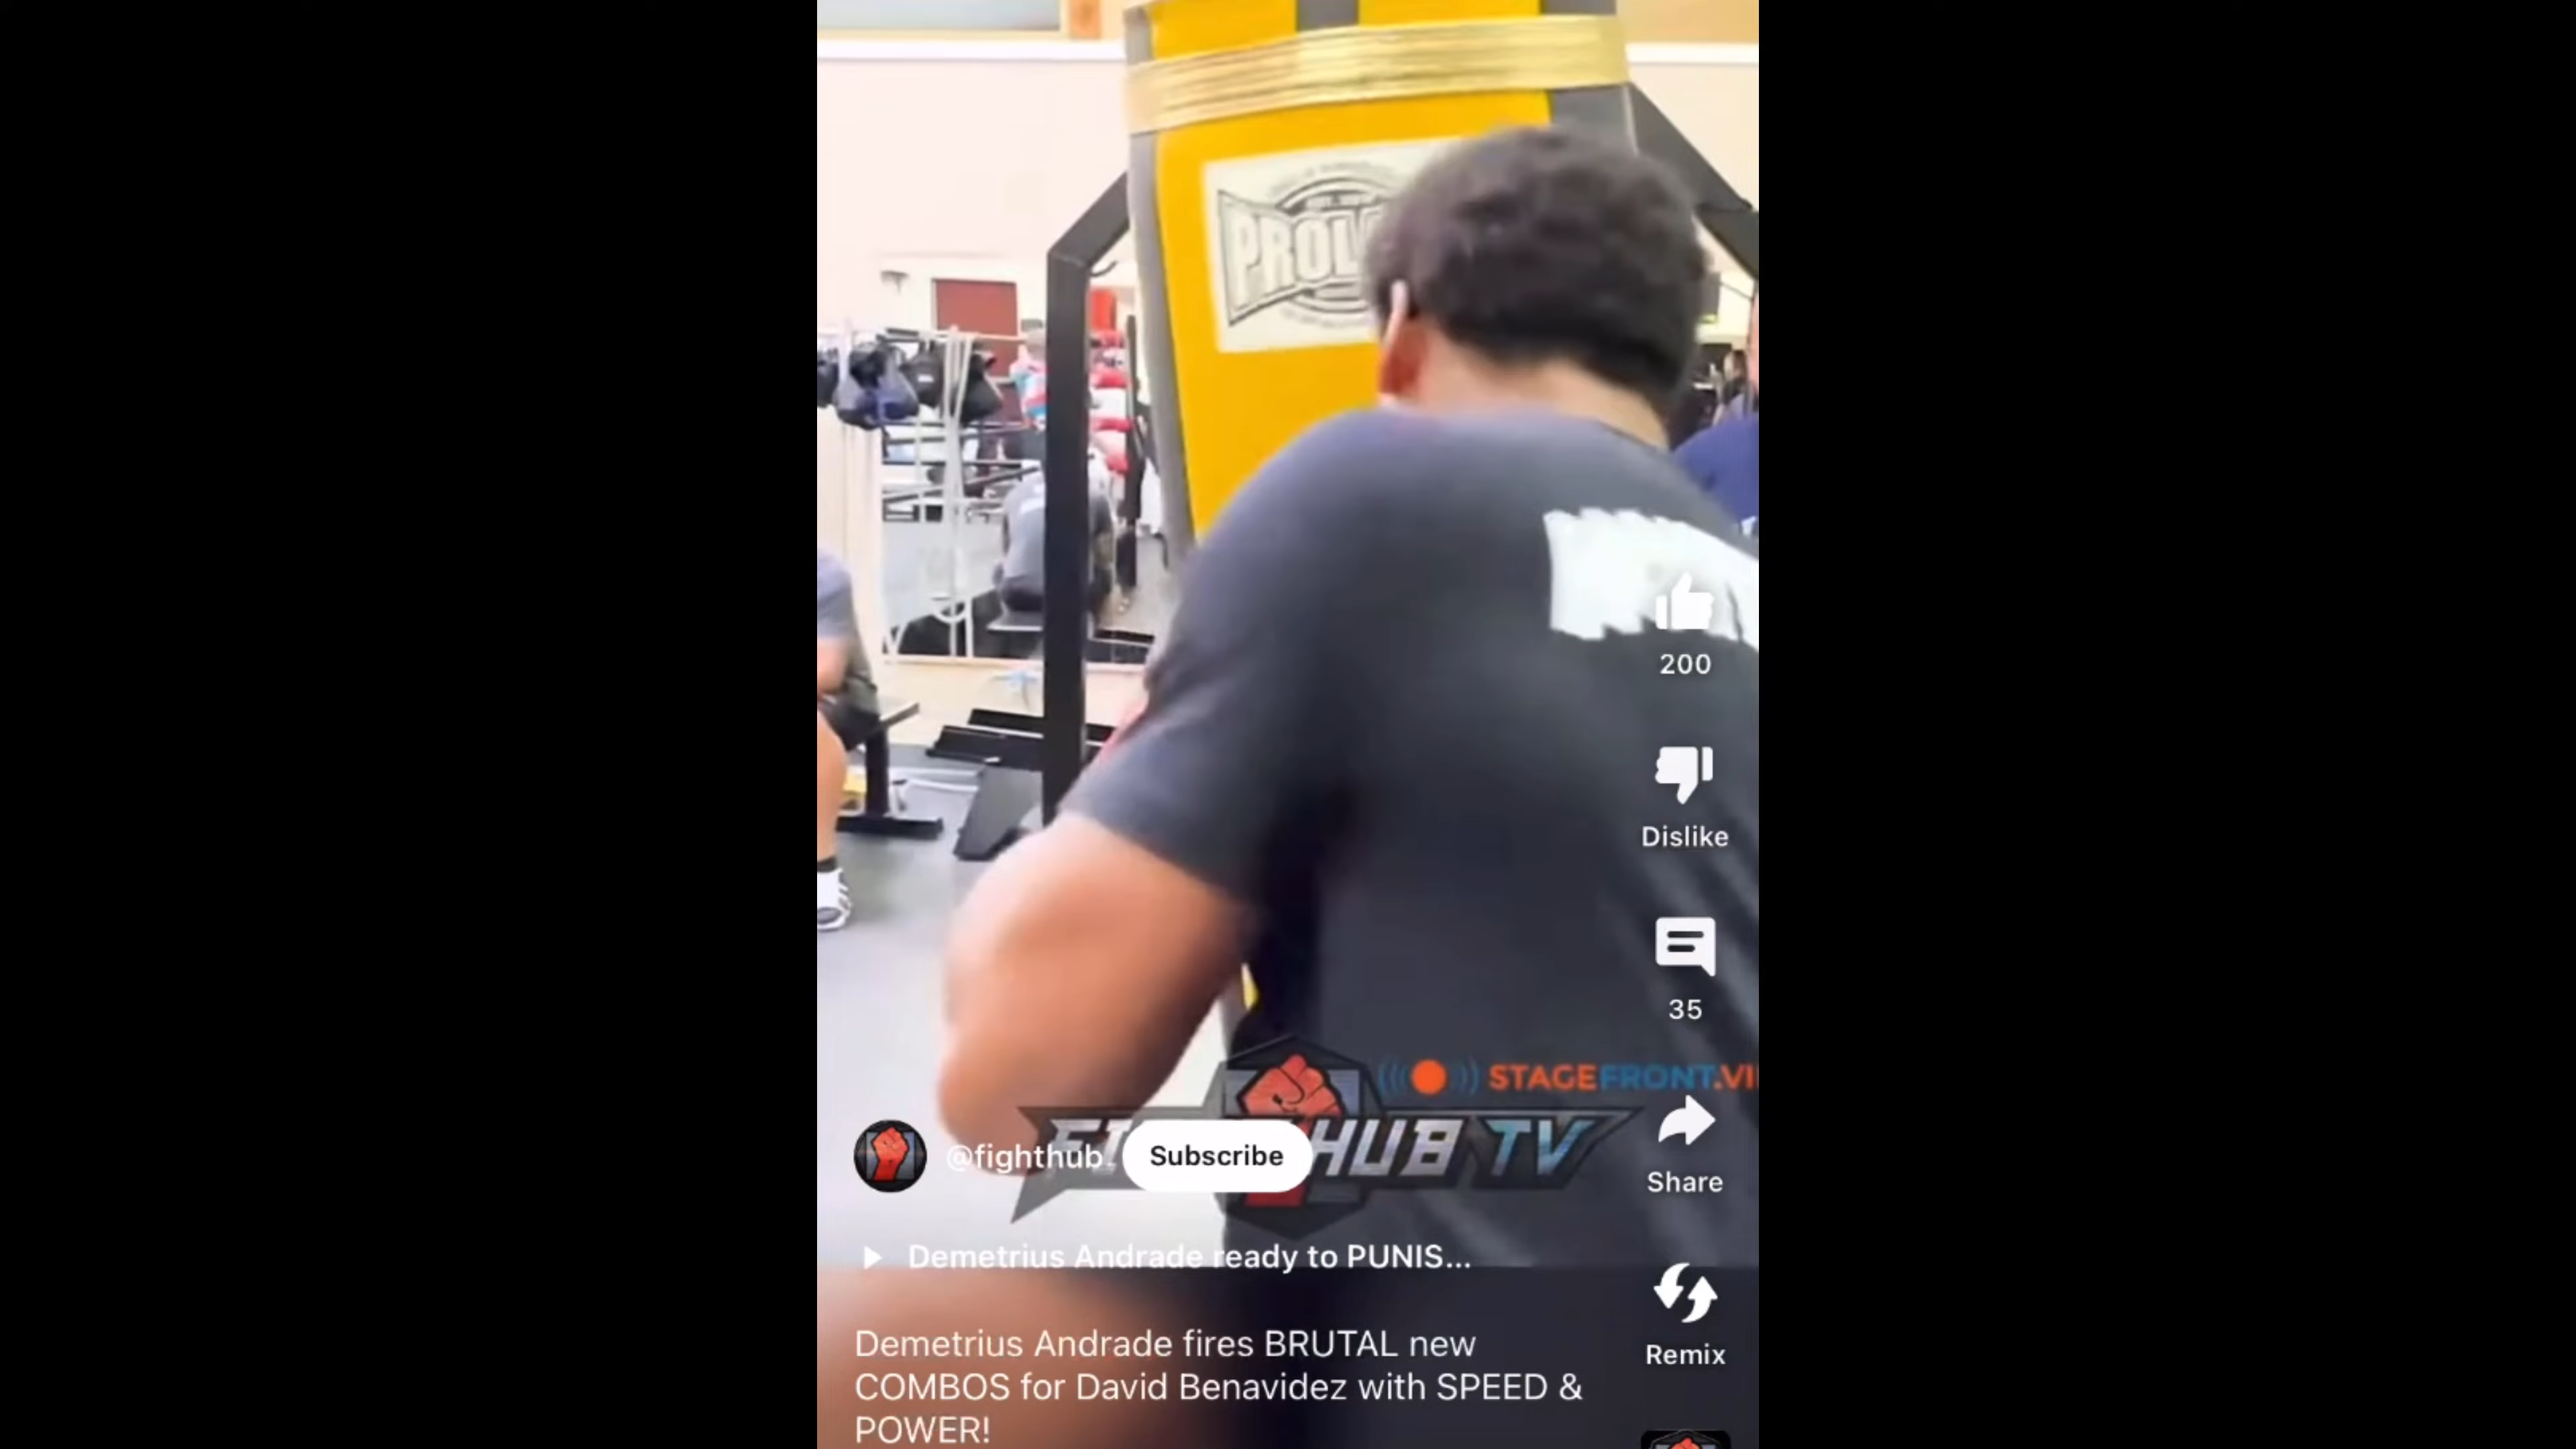 200
Dislike
35
STAGEFRONT.VI
HUB TV
Share
@fighthub.
Subscribe
Demetrius Andrade ready to PUNIS...
Remix
Demetrius Andrade fires BRUTAL new
COMBOS for David Benavidez with SPEED &
POWER!